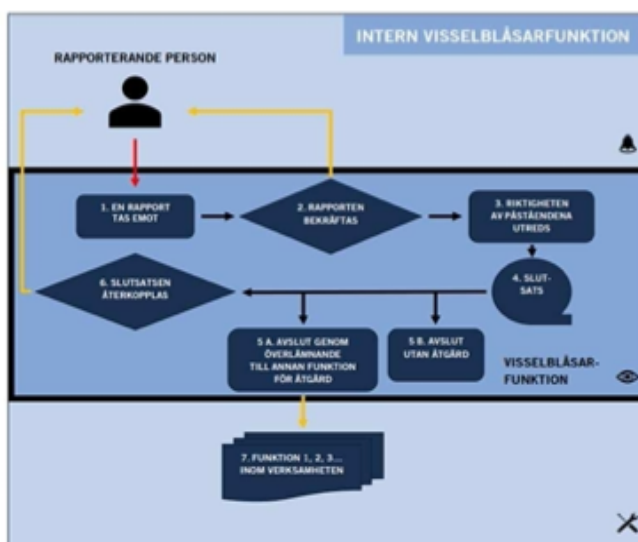 INTERN VISSELBLÅSARFUNKTION
RAPPORTERANDE PERSON
1. EN RAPPORT
TAS EMOT
2. RAPPORTEN
BEKRÄFTAS
3. RIKTIGHETEN
AV PÅSTÅENDENA
UTREDS
4. SLUT-
SATS
6. SLUTSATSEN
ÅTERKOPPLAS
5 A. AVSLUT GENOM
ÖVERLÄMNANDE
TILL ANNAN FUNKTION
FÖR ÅTGÄRD
5 B. AVSLUT
UTAN ÅTGÄRD
VISSELBLÅSAR-
FUNKTION
7. FUNKTION 1, 2, 3...
INOM VERKSAMHETEN